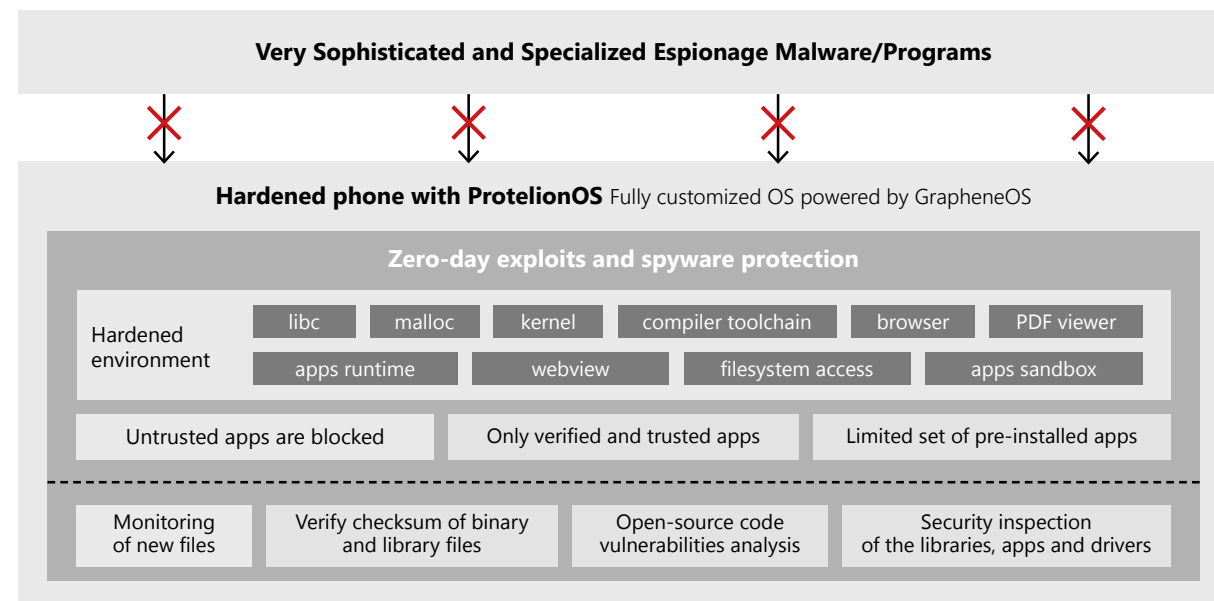 Very Sophisticated and Specialized Espionage Malware/Programs
Hardened phone with ProtelionOS Fully customized OS powered by GrapheneOS
Zero-day exploits and spyware protection
Hardened
environment
libc malloc kernel compiler toolchain browser PDF viewer
apps runtime webview filesystem access apps sandbox
Untrusted apps are blocked Only verified and trusted apps Limited set of pre-installed apps
Monitoring
of new files
Verify checksum of binary
and library files
Open-source code
vulnerabilities analysis
Security inspection
of the libraries, apps and drivers